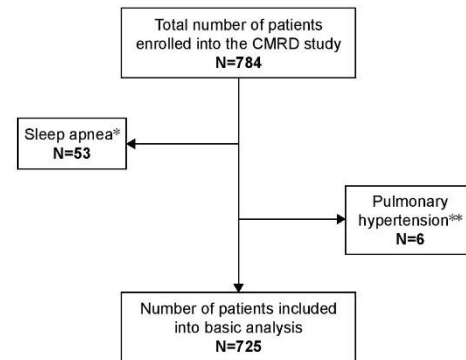 Total number of patients
enrolled into the CMRD study
N=784
Sleep apnea*
N=53
Pulmonary
hypertension**
N=6
Number of patients included
into basic analysis
N=725